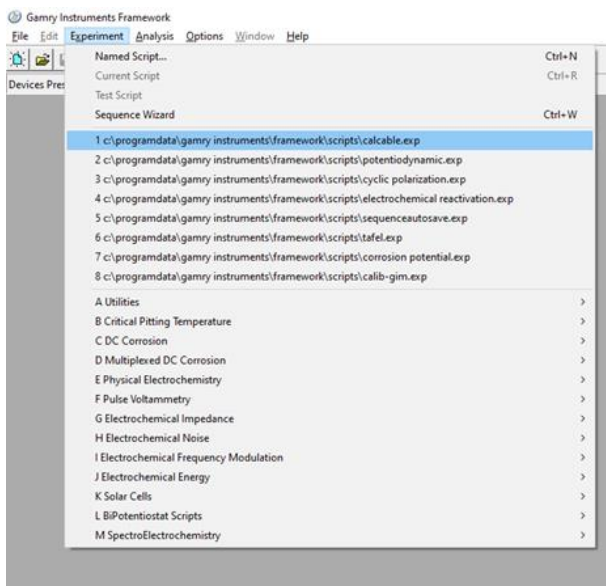 Gamry Instruments Framework
File Edit Experiment Analysis Options Window Help
Devices Pres
Named Script... Ctrl+N
Current Script Ctrl+R
Test Script
Sequence Wizard Ctrl+W
1 c:\programdata\gamry instruments\framework\scripts\calcable.exp
2 c:\programdata\gamry instruments\framework\scripts\potentiodynamic.exp
3 c:\programdata\gamry instruments\framework\scripts\cyclic polarization.exp
4 c:\programdata\gamry instruments\framework\scripts\electrochemical reactivation.exp
5 c:\programdata\gamry instruments\framework\scripts\sequenceautosave.exp
6 c:\programdata\gamry instruments\framework\scripts\tafel.exp
7 c:\programdata\gamry instruments\framework\scripts\corrosion potential.exp
8 c:\programdata\gamry instruments\framework\scripts\calib-gim.exp
A Utilities
B Critical Pitting Temperature
C DC Corrosion
D Multiplexed DC Corrosion
E Physical Electrochemistry
F Pulse Voltammetry
G Electrochemical Impedance
H Electrochemical Noise
I Electrochemical Frequency Modulation
J Electrochemical Energy
K Solar Cells
L BiPotentiostat Scripts
M SpectroElectrochemistry